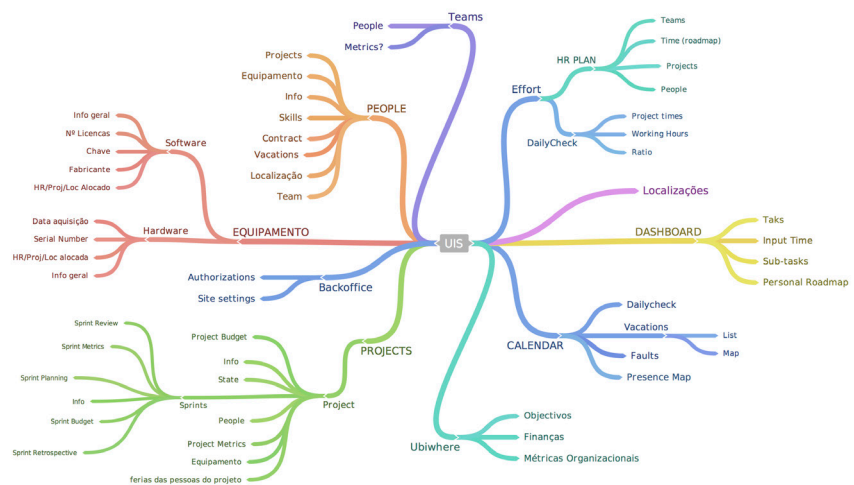 UIS
Teams
People
Metrics?
PEOPLE
Projects
Equipamento
Info
Skills
Contract
Vacations
Localização
Team
EQUIPAMENTO
Software
Info geral
Nº Licencas
Chave
Fabricante
HR/Proj/Loc Alocado
Hardware
Data aquisição
Serial Number
HR/Proj/Loc alocada
Info geral
Backoffice
Authorizations
Site settings
PROJECTS
Project
Project Budget
Info
State
Sprints
Sprint Review
Sprint Metrics
Sprint Planning
Info
Sprint Budget
Sprint Retrospective
People
Project Metrics
Equipamento
ferias das pessoas do projeto
Effort
HR PLAN
Teams
Time (roadmap)
Projects
People
DailyCheck
Project times
Working Hours
Ratio
Localizações
DASHBOARD
Taks
Input Time
Sub-tasks
Personal Roadmap
CALENDAR
Dailycheck
Vacations
List
Map
Faults
Presence Map
Ubiwhere
Objectivos
Finanças
Métricas Organizacionais